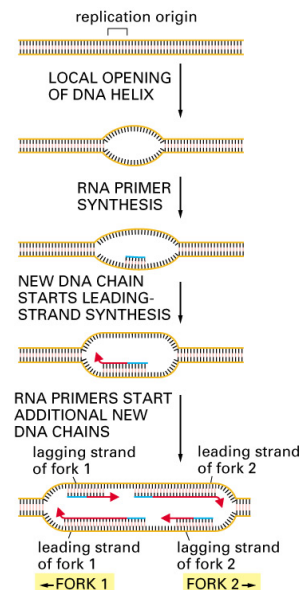 replication origin
LOCAL OPENING
OF DNA HELIX
RNA PRIMER
SYNTHESIS
NEW DNA CHAIN
STARTS LEADING-
STRAND SYNTHESIS
RNA PRIMERS START
ADDITIONAL NEW
DNA CHAINS
lagging strand
of fork 1
leading strand
of fork 2
leading strand
of fork 1
lagging strand
of fork 2
←FORK 1
FORK 2→